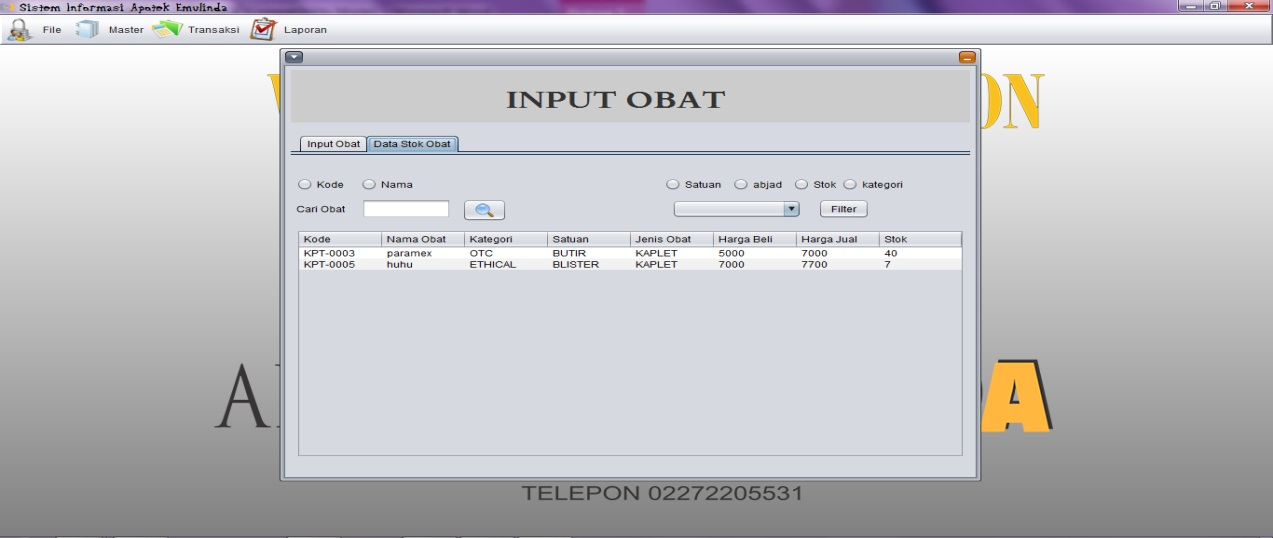 Sistem Informasi Apotek Emulinda
File Master Transaksi Laporan
INPUT OBAT
Input Obat Data Stok Obat
Kode Nama Satuan abjad Stok kategori
Cari Obat Filter
Kode Nama Obat Kategori Satuan Jenis Obat Harga Beli Harga Jual Stok
KPT-0003 paramex OTC BUTIR KAPLET 5000 7000 40
KPT-0005 huhu ETHICAL BLISTER KAPLET 7000 7700 7
TELEPON 02272205531